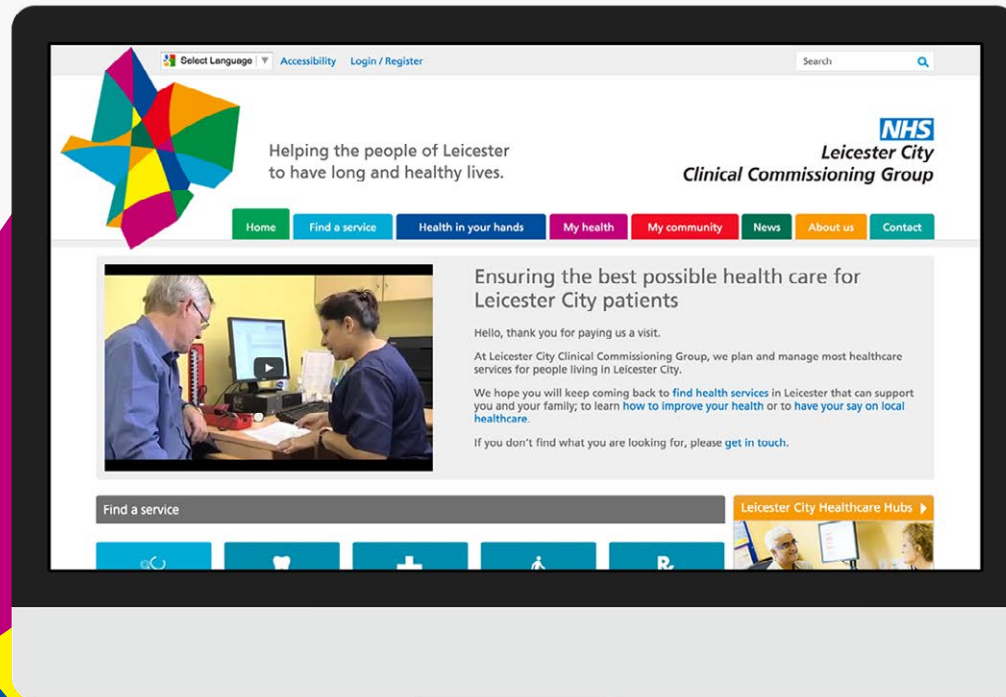 Select Language
Accessibility
Login / Register
Search
Helping the people of Leicester
to have long and healthy lives.
NHS
Leicester City
Clinical Commissioning Group
Home
Find a service
Health in your hands
My health
My community
News
About us
Contact
Ensuring the best possible health care for
Leicester City patients
Hello, thank you for paying us a visit.
At Leicester City Clinical Commissioning Group, we plan and manage most healthcare
services for people living in Leicester City.
We hope you will keep coming back to find health services in Leicester that can support
you and your family; to learn how to improve your health or to have your say on local
healthcare.
If you don't find what you are looking for, please get in touch.
Find a service
Leicester City Healthcare Hubs